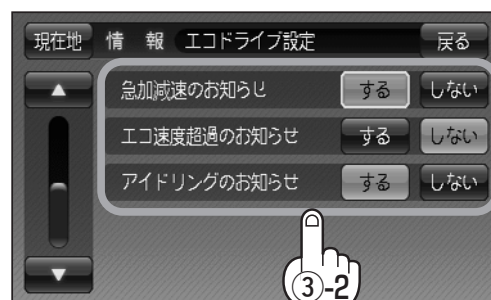 現在地 情 報 エコドライブ設定 戻る
急加減速のお知らせ する しない
エコ速度超過のお知らせ する しない
アイドリングのお知らせ する しない
③-2